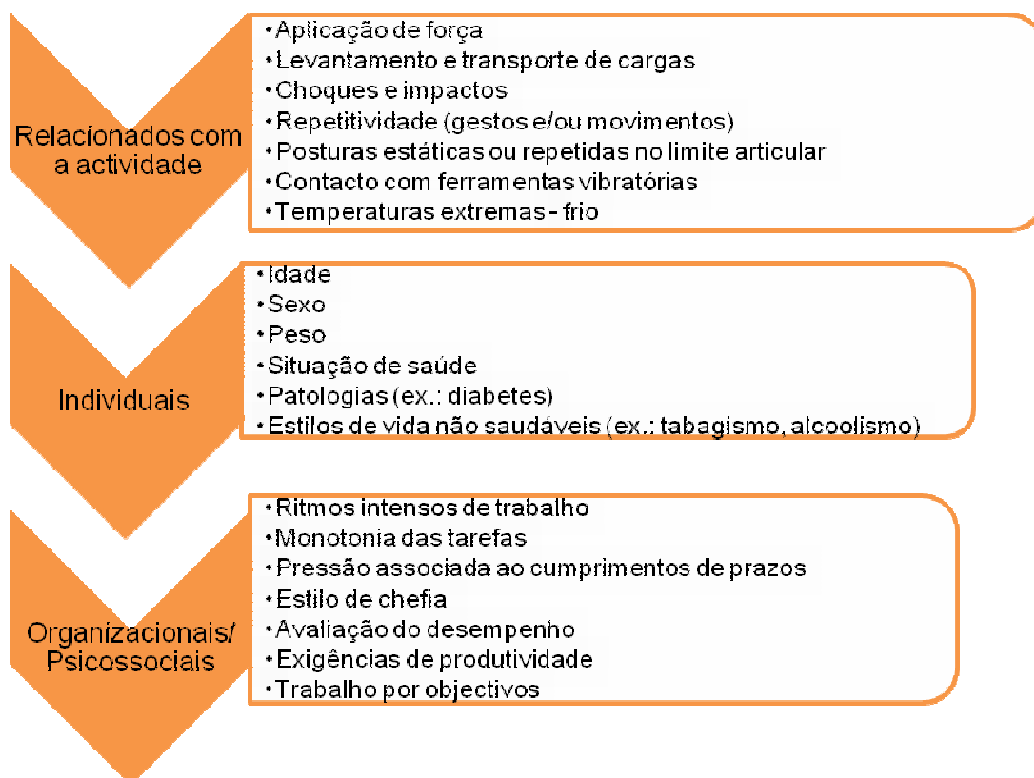 Relacionados com
a actividade
•Aplicação de força
•Levantamento e transporte de cargas
•Choques e impactos
•Repetitividade (gestos e/ou movimentos)
•Posturas estáticas ou repetidas no limite articular
•Contacto com ferramentas vibratórias
•Temperaturas extremas- frio
Individuais
•Idade
•Sexo
•Peso
•Situação de saúde
•Patologias (ex.: diabetes)
•Estilos de vida não saudáveis (ex.: tabagismo, alcoolismo)
Organizacionais/
Psicossociais
•Ritmos intensos de trabalho
•Monotonia das tarefas
•Pressão associada ao cumprimentos de prazos
•Estilo de chefia
•Avaliação do desempenho
•Exigências de produtividade
•Trabalho por objectivos